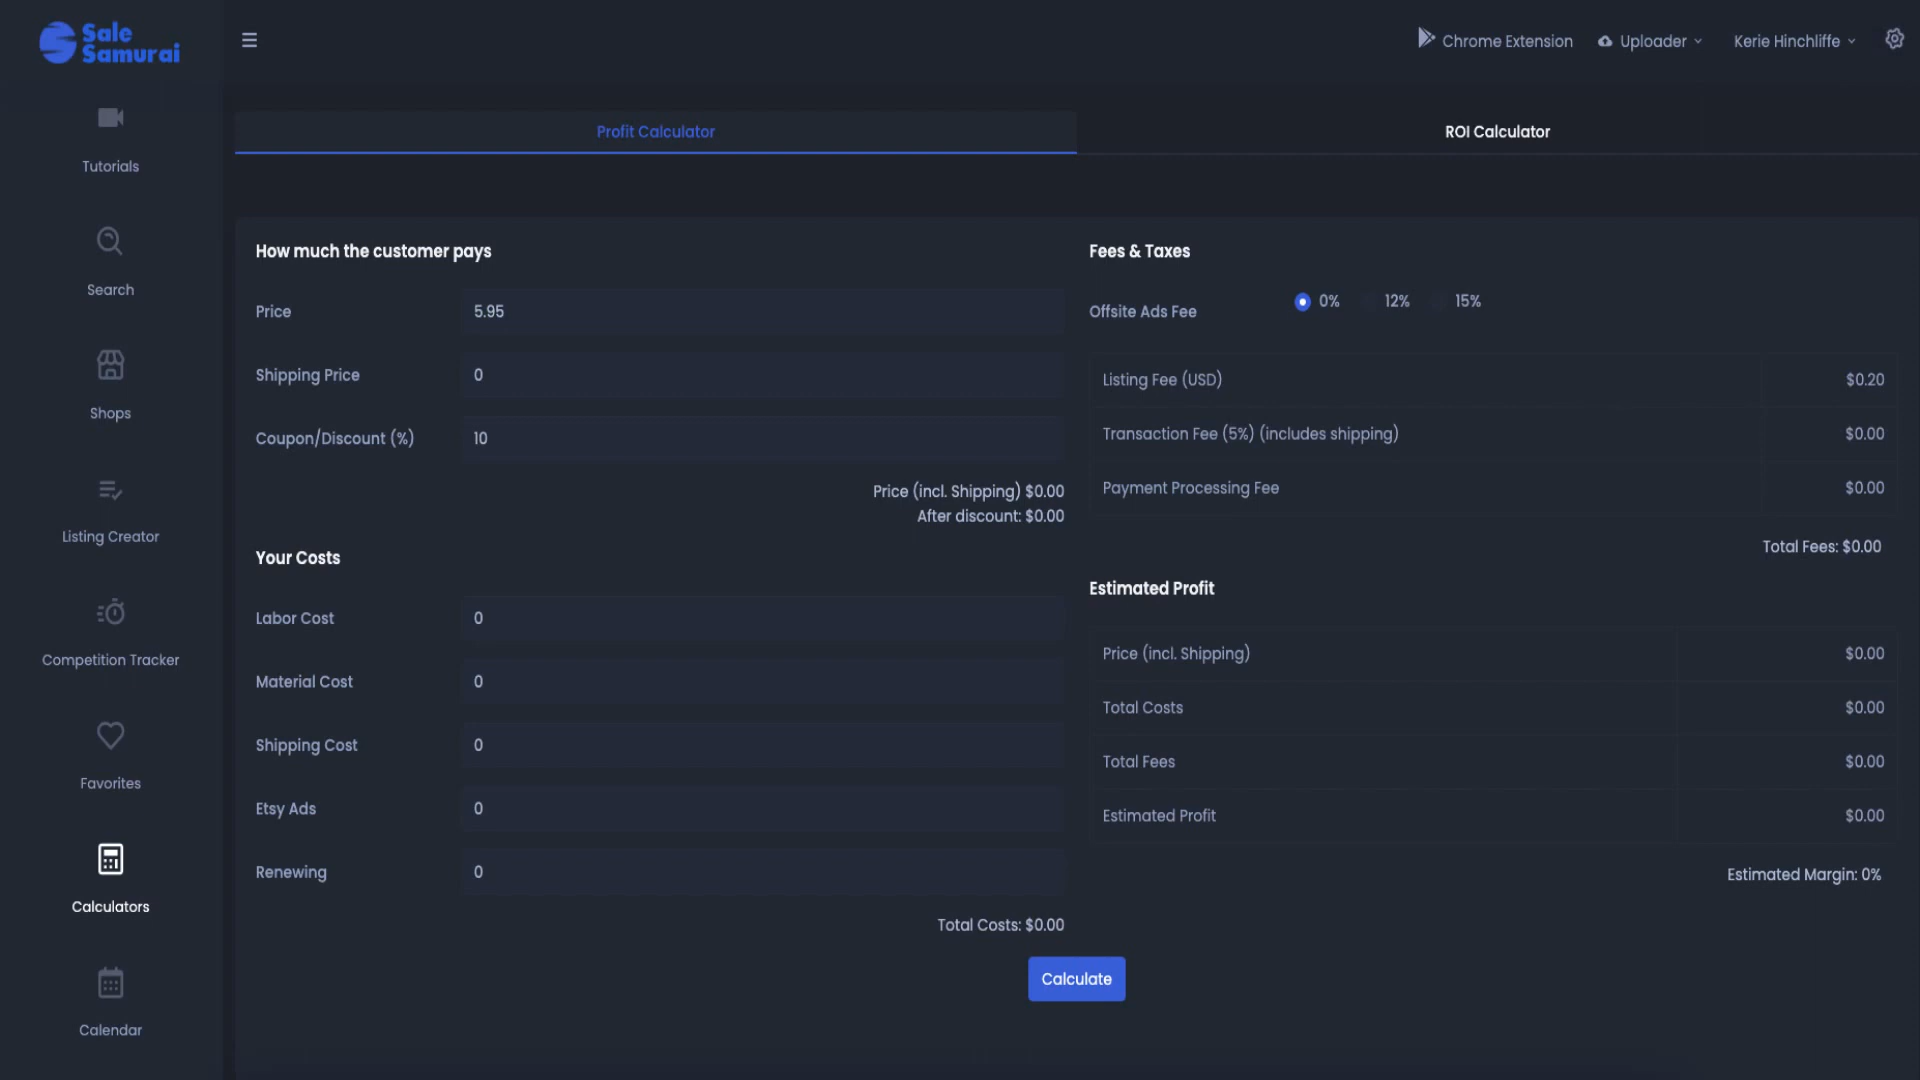 Sale
Samurai
Chrome Extension
Uploader
Kerie Hinchliffe
Tutorials
Search
Shops
Listing Creator
Competition Tracker
Favorites
Calculators
Calendar
Profit Calculator
ROI Calculator
How much the customer pays
Price 5.95
Shipping Price 0
Coupon/Discount (%) 10
Price (incl. Shipping) $0.00
After discount: $0.00
Your Costs
Labor Cost 0
Material Cost 0
Shipping Cost 0
Etsy Ads 0
Renewing 0
Total Costs: $0.00
Fees & Taxes
Offsite Ads Fee 0% 12% 15%
Listing Fee (USD) $0.20
Transaction Fee (5%) (includes shipping) $0.00
Payment Processing Fee $0.00
Total Fees: $0.00
Estimated Profit
Price (incl. Shipping) $0.00
Total Costs $0.00
Total Fees $0.00
Estimated Profit $0.00
Estimated Margin: 0%
Calculate